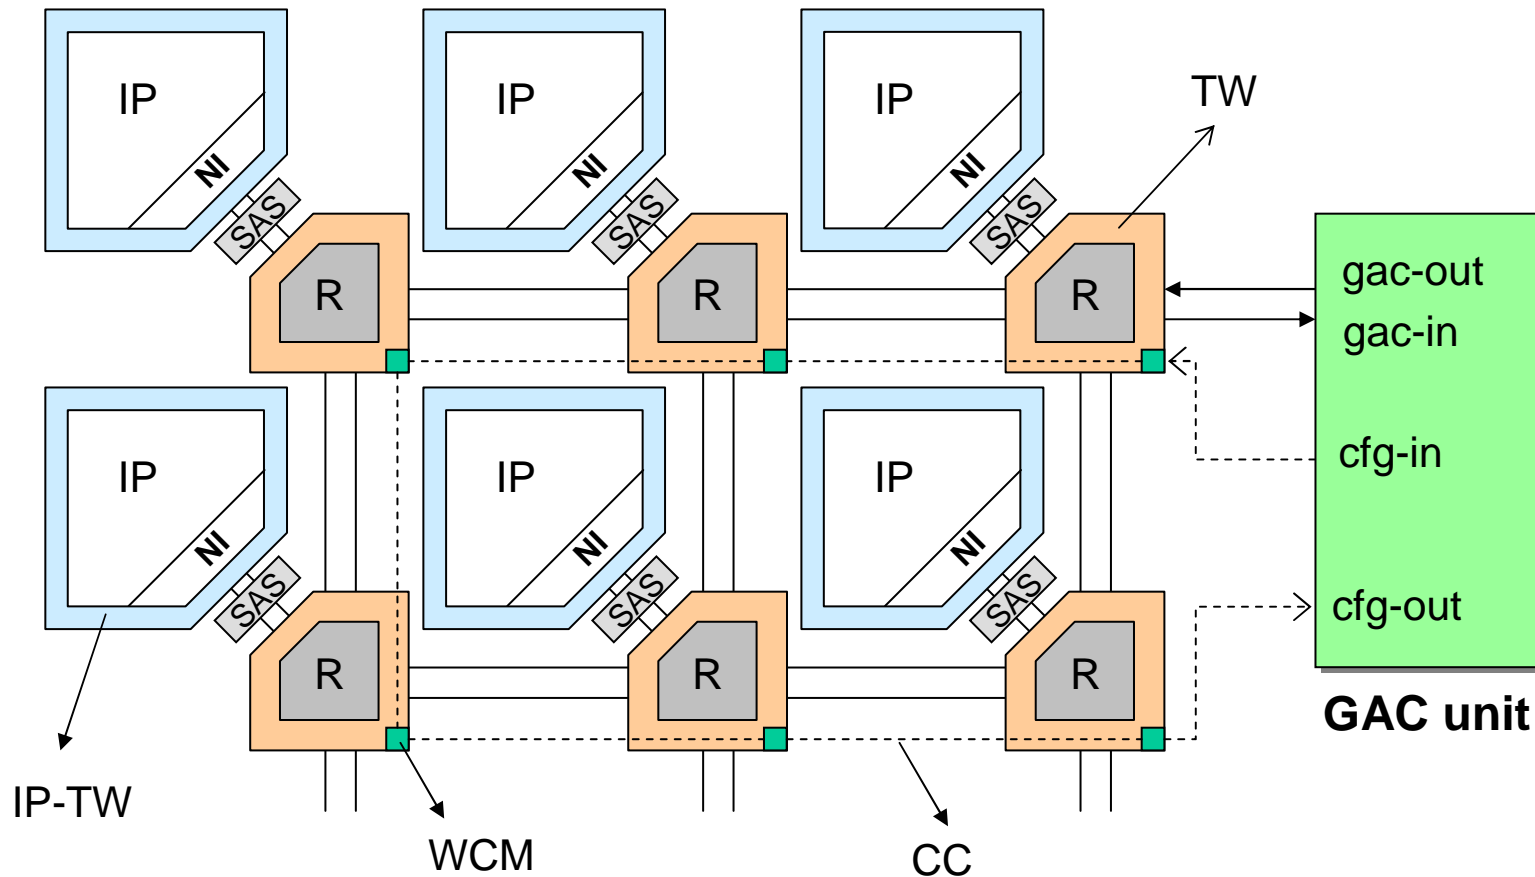 IP
IP
IP
TW
NI
NI
NI
SAS
SAS
SAS
R
R
R
gac-out
gac-in
IP
IP
IP
cfg-in
NI
NI
NI
SAS
SAS
SAS
cfg-out
R
R
R
GAC unit
IP-TW
WCM
CC